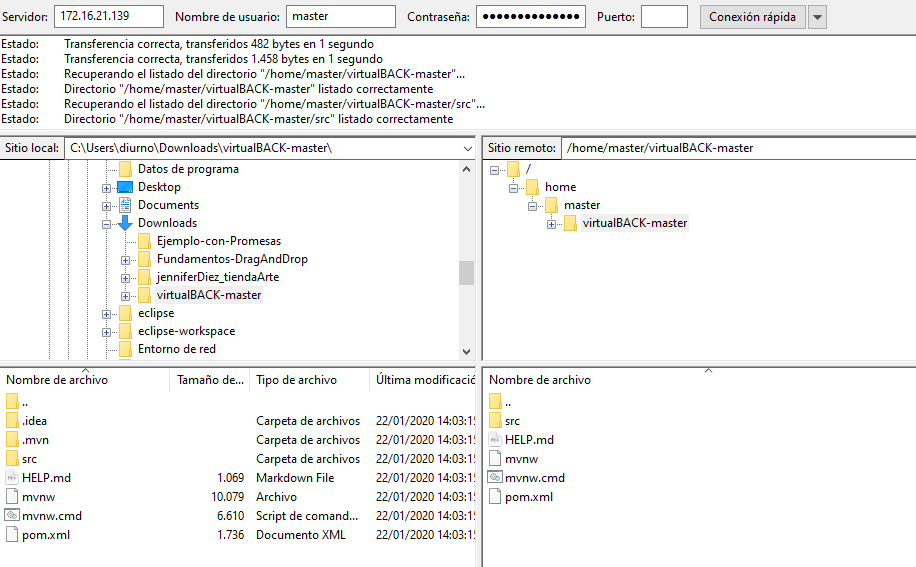 Servidor: 172.16.21.139 Nombre de usuario: master Contraseña: ●●●●●●●●●●●●●● Puerto: Conexión rápida
Estado: Transferencia correcta, transferidos 482 bytes en 1 segundo
Estado: Transferencia correcta, transferidos 1.458 bytes en 1 segundo
Estado: Recuperando el listado del directorio "/home/master/virtualBACK-master"...
Estado: Directorio "/home/master/virtualBACK-master" listado correctamente
Estado: Recuperando el listado del directorio "/home/master/virtualBACK-master/src"...
Estado: Directorio "/home/master/virtualBACK-master/src" listado correctamente
Sitio local: C:\Users\diurno\Downloads\virtualBACK-master\
Datos de programa
Desktop
Documents
Downloads
Ejemplo-con-Promesas
Fundamentos-DragAndDrop
jenniferDiez_tiendaArte
virtualBACK-master
eclipse
eclipse-workspace
Entorno de red
Sitio remoto: /home/master/virtualBACK-master
/
home
master
virtualBACK-master
Nombre de archivo Tamaño de... Tipo de archivo Última modificació
..
.idea Carpeta de archivos 22/01/2020 14:03:15
.mvn Carpeta de archivos 22/01/2020 14:03:15
src Carpeta de archivos 22/01/2020 14:03:15
HELP.md 1.069 Markdown File 22/01/2020 14:03:15
mvnw 10.079 Archivo 22/01/2020 14:03:15
mvnw.cmd 6.610 Script de comand... 22/01/2020 14:03:15
pom.xml 1.736 Documento XML 22/01/2020 14:03:15
Nombre de archivo
..
src
HELP.md
mvnw
mvnw.cmd
pom.xml